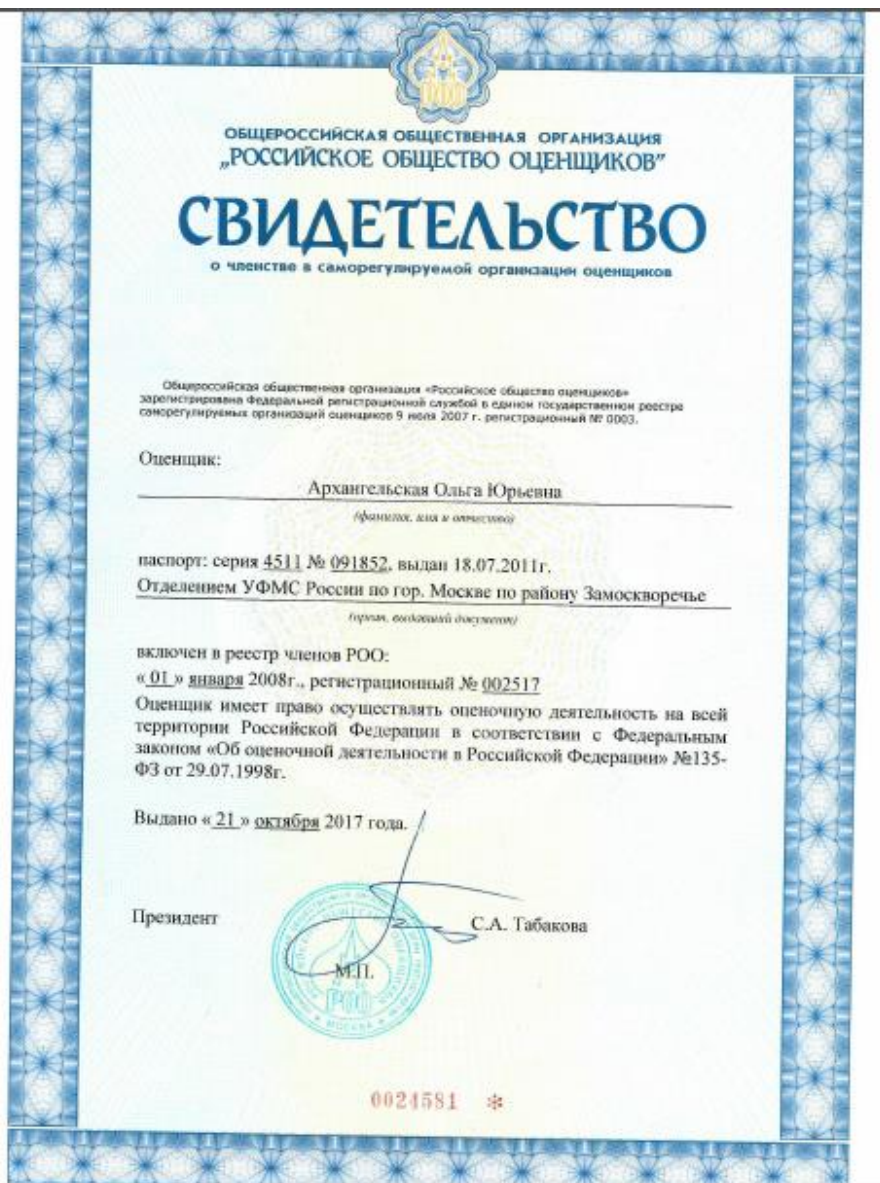 ОБЩЕРОССИЙСКАЯ ОБЩЕСТВЕННАЯ ОРГАНИЗАЦИЯ
„РОССИЙСКОЕ ОБЩЕСТВО ОЦЕНЩИКОВ”
СВИДЕТЕЛЬСТВО
о членстве в саморегулируемой организации оценщиков
Общероссийская общественная организация «Российское общество оценщиков»
зарегистрирована Федеральной регистрационной службой в едином государственном реестре
саморегулируемых организаций оценщиков 9 июля 2007 г. регистрационный № 0003.
Оценщик:
Архангельская Ольга Юрьевна
(фамилия, имя и отчество)
паспорт: серия 4511 № 091852, выдан 18.07.2011г.
Отделением УФМС России по гор. Москве по району Замоскворечье
(орган, выдавший документ)
включен в реестр членов РОО:
« 01 » января 2008г., регистрационный № 002517
Оценщик имеет право осуществлять оценочную деятельность на всей
территории Российской Федерации в соответствии с Федеральным
законом «Об оценочной деятельности в Российской Федерации» №135-
ФЗ от 29.07.1998г.
Выдано « 21 » октября 2017 года.
Президент
С.А. Табакова
М.П.
РОО
МОСКВА
0024581 *